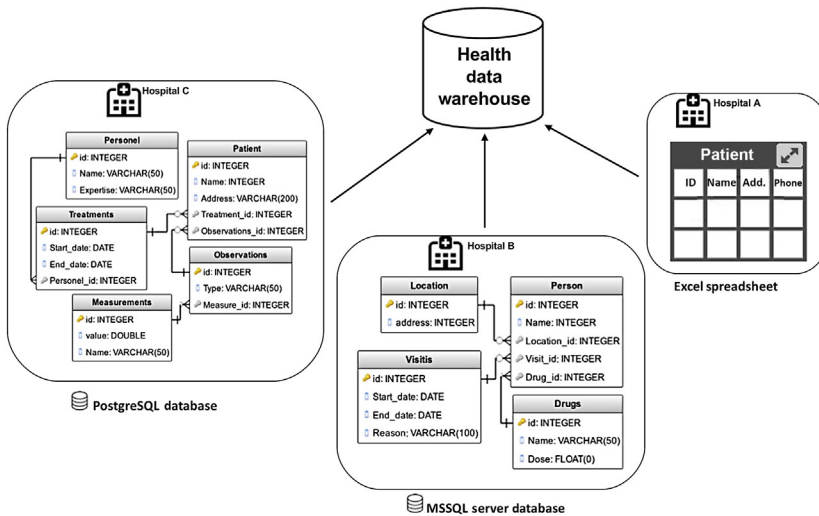 Health
data
warehouse
Hospital C
Personel
id: INTEGER
Name: VARCHAR(50)
Expertise: VARCHAR(50)
Patient
id: INTEGER
Name: INTEGER
Address: VARCHAR(200)
Treatment_id: INTEGER
Observations_id: INTEGER
Treatments
id: INTEGER
Start_date: DATE
End_date: DATE
Personel_id: INTEGER
Observations
id: INTEGER
Type: VARCHAR(50)
Measure_id: INTEGER
Measurements
id: INTEGER
value: DOUBLE
Name: VARCHAR(50)
PostgreSQL database
Hospital B
Location
id: INTEGER
address: INTEGER
Person
id: INTEGER
Name: INTEGER
Location_id: INTEGER
Visit_id: INTEGER
Drug_id: INTEGER
Visitis
id: INTEGER
Start_date: DATE
End_date: DATE
Reason: VARCHAR(100)
Drugs
id: INTEGER
Name: VARCHAR(50)
Dose: FLOAT(0)
MSSQL server database
Hospital A
Patient
ID Name Add. Phone
Excel spreadsheet